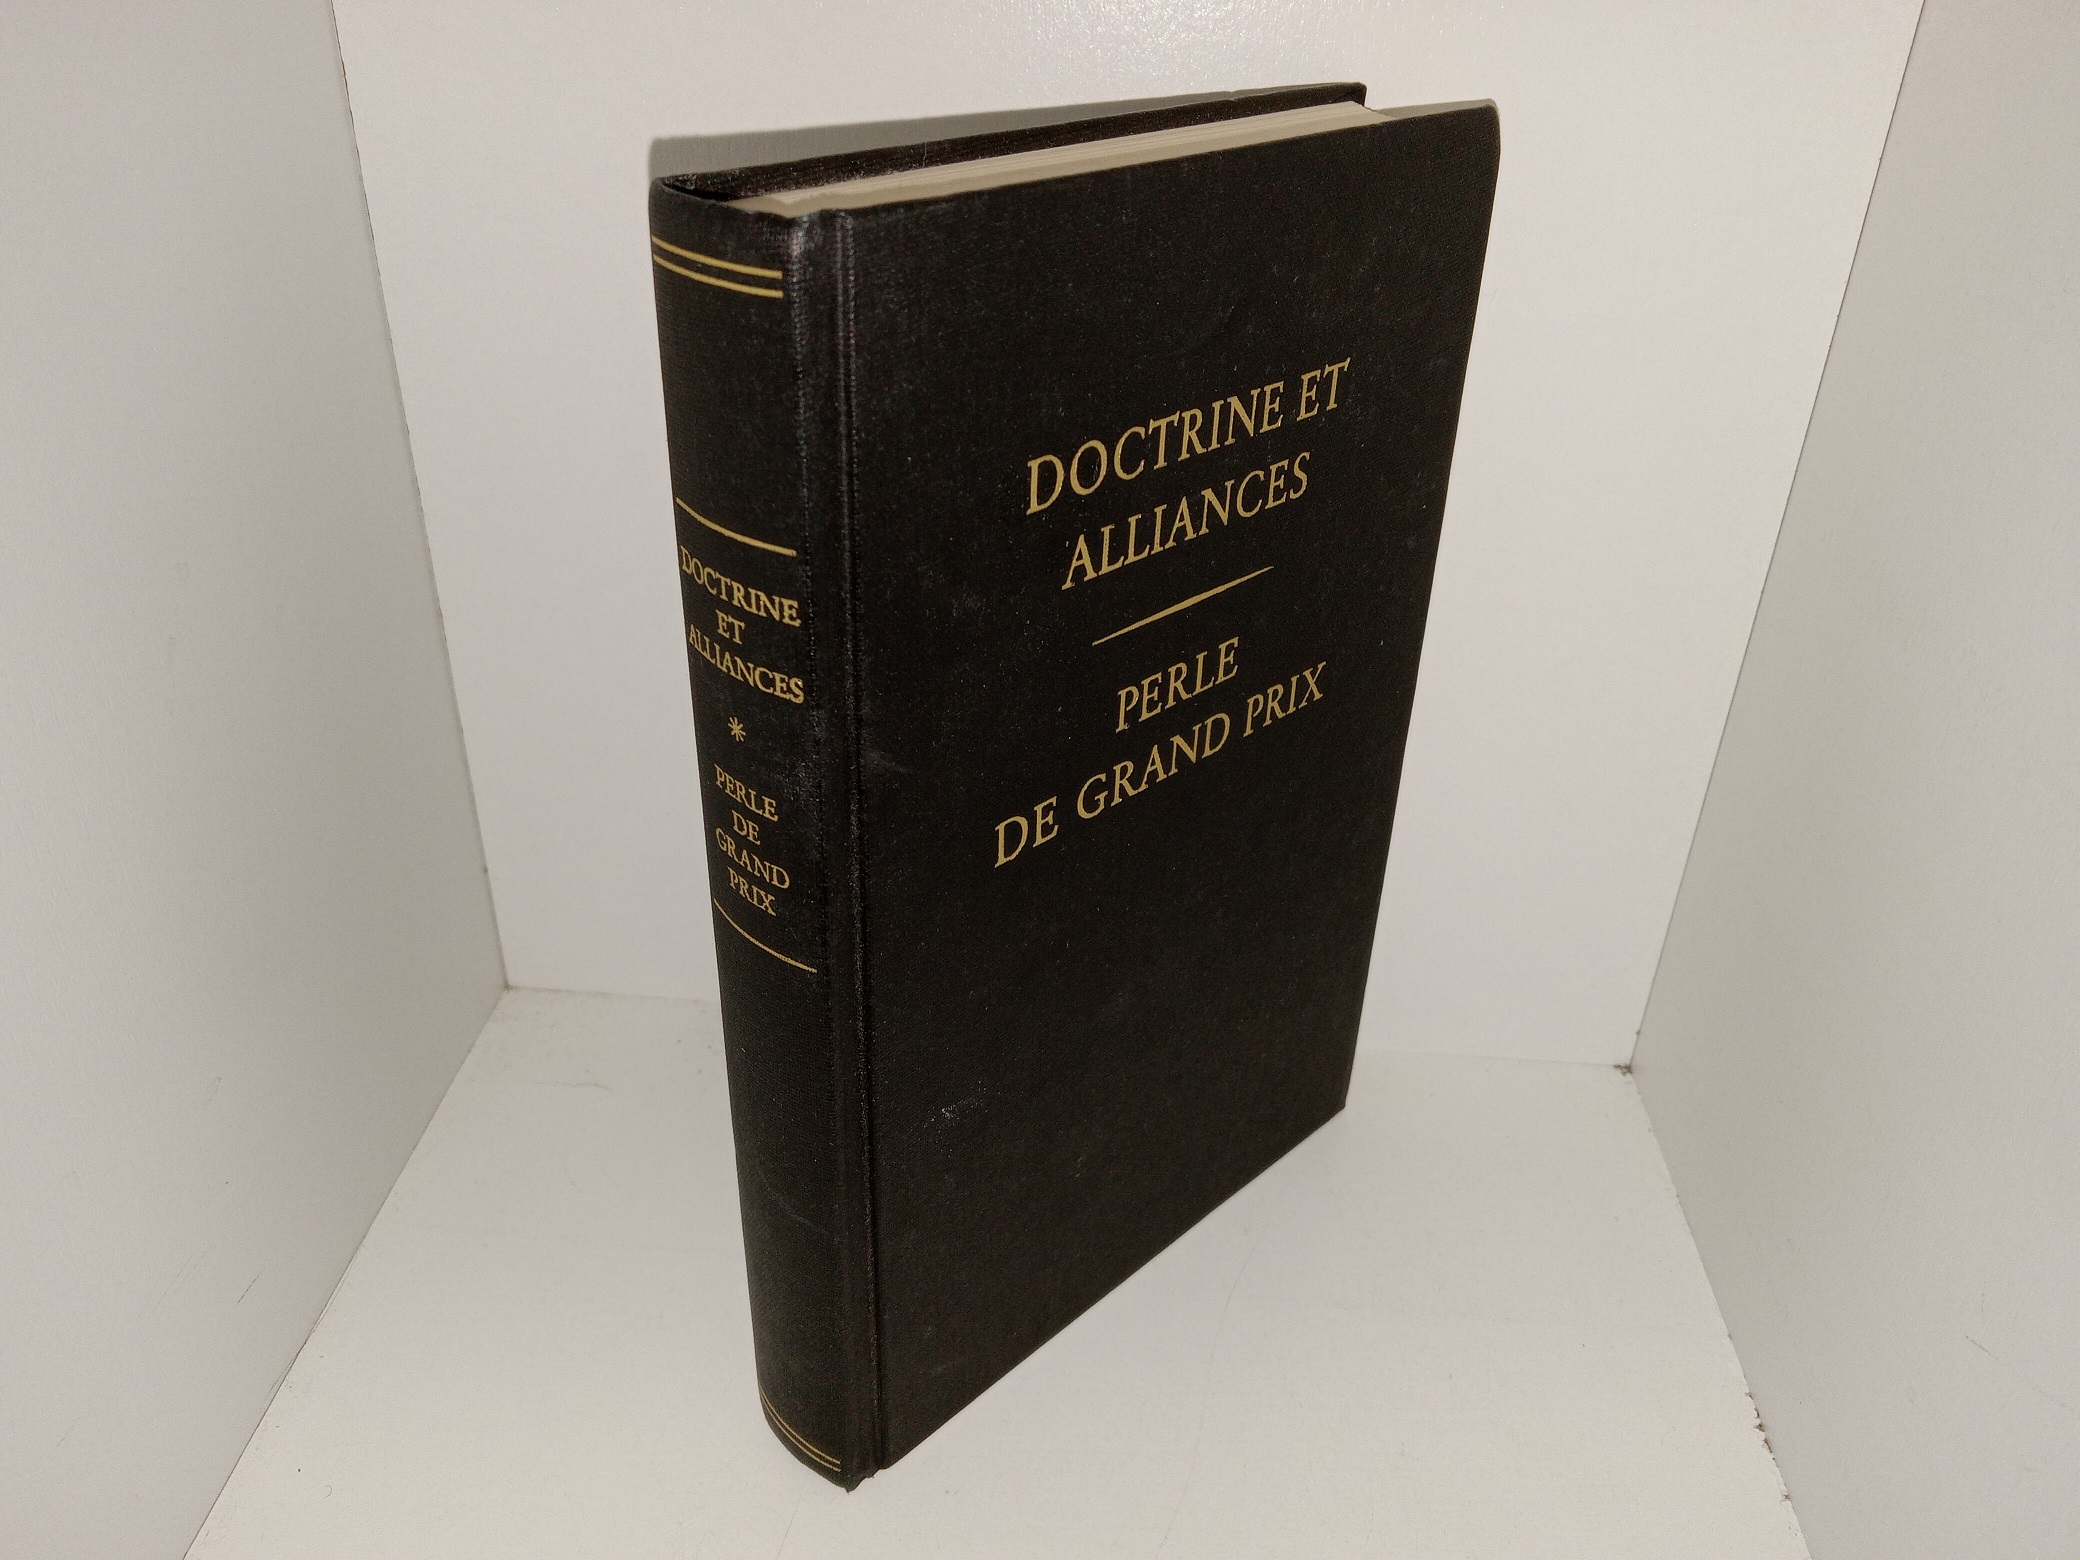 DOCTRINE
ET
ALLIANCES
*
PERLE
DE
GRAND
PRIX
DOCTRINE ET
ALLIANCES
PERLE
DE GRAND PRIX